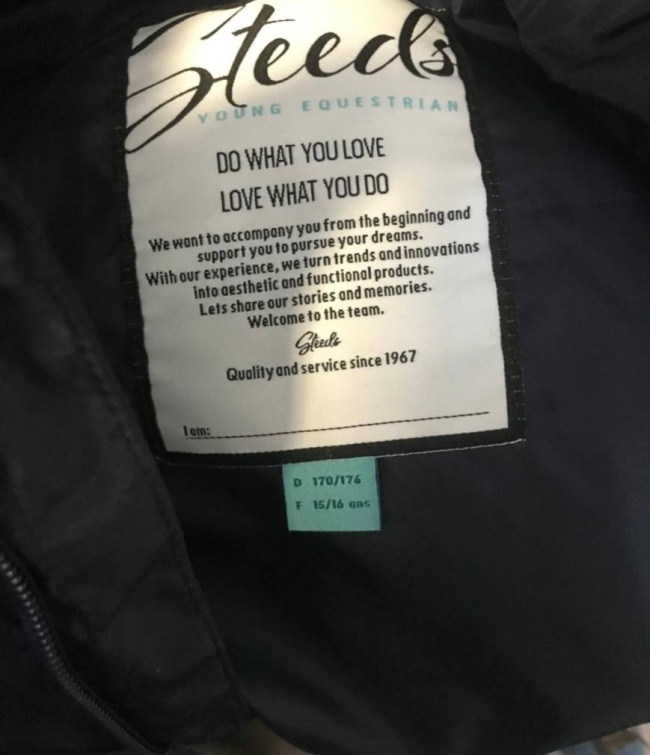 Steeds
YOUNG EQUESTRIAN
DO WHAT YOU LOVE
LOVE WHAT YOU DO
We want to accompany you from the beginning and
support you to pursue your dreams.
With our experience, we turn trends and innovations
into aesthetic and functional products.
Lets share our stories and memories.
Welcome to the team.
Steeds
Quality and service since 1967
I am:
D 170/176
F 15/16 ans